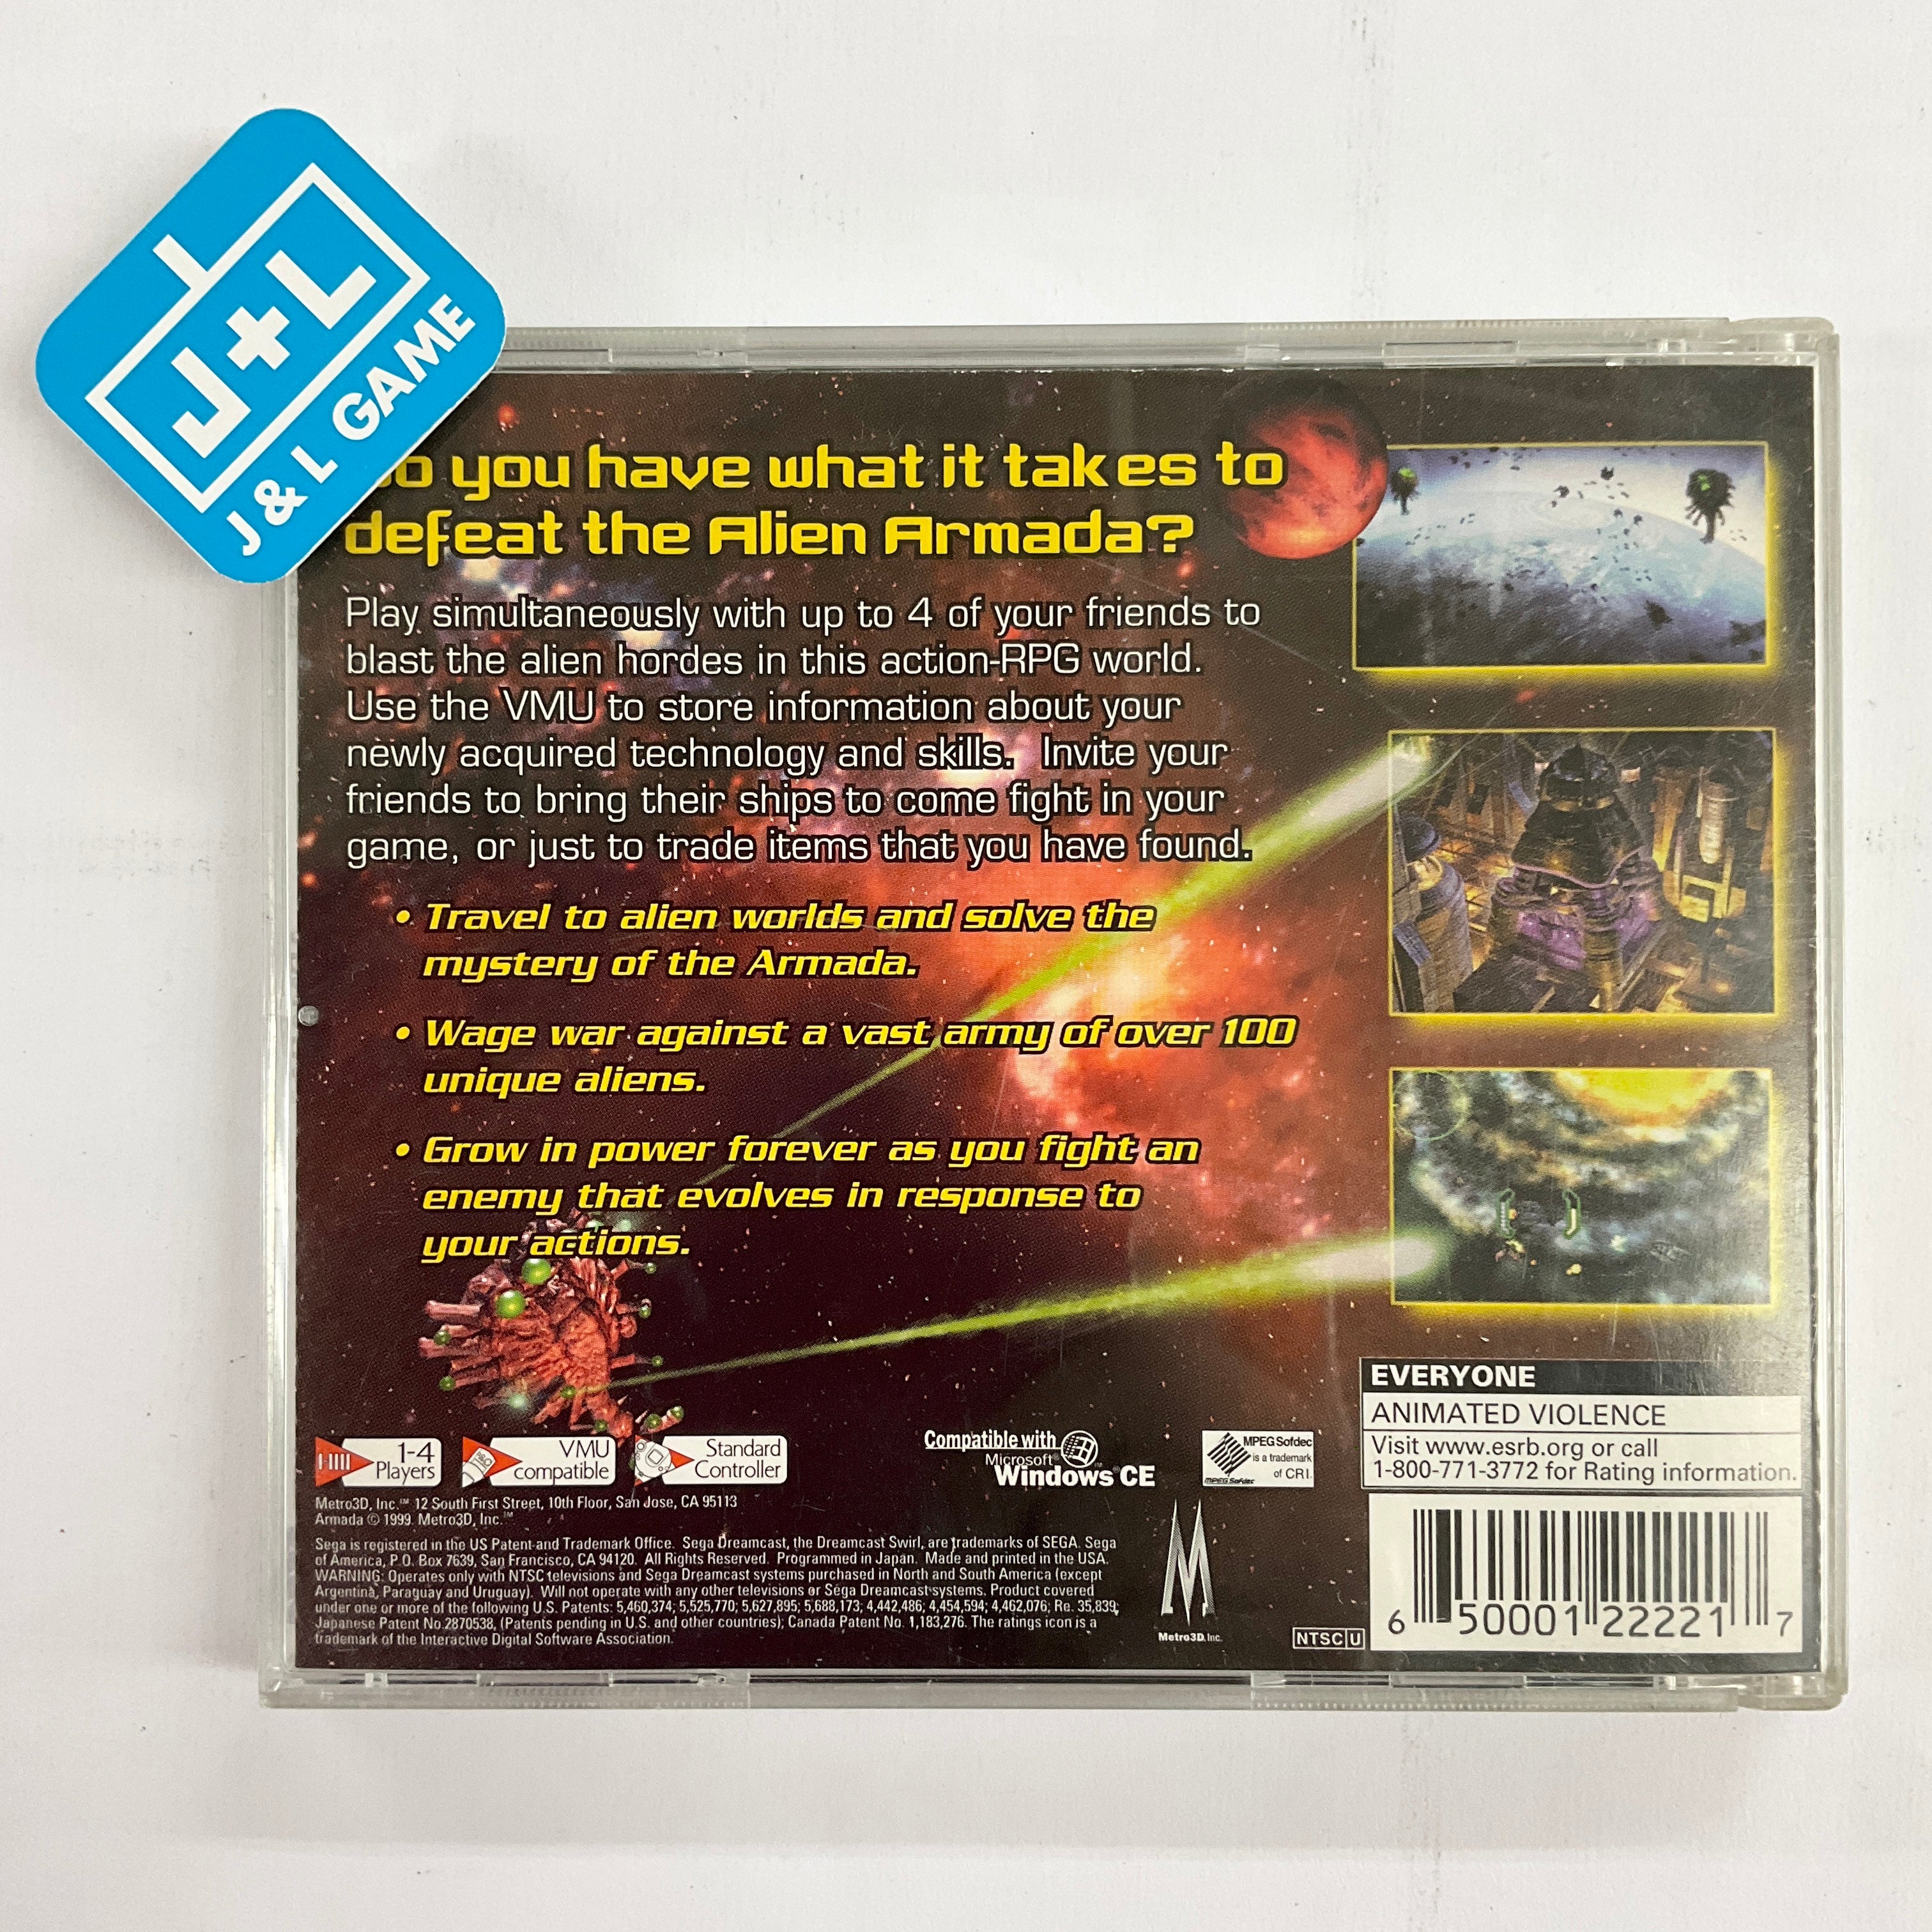 J+L
J & L GAME
you have what it takes to
defeat the Alien Armada?
Play simultaneously with up to 4 of your friends to
blast the alien hordes in this action-RPG world.
Use the VMU to store information about your
newly acquired technology and skills. Invite your
friends to bring their ships to come fight in your
game, or just to trade items that you have found.
• Travel to alien worlds and solve the
mystery of the Armada.
• Wage war against a vast army of over 100
unique aliens.
• Grow in power forever as you fight an
enemy that evolves in response to
your actions.
EVERYONE
ANIMATED VIOLENCE
Visit www.esrb.org or call
1-800-771-3772 for Rating information.
1-4
Players
VMU
compatible
Standard
Controller
Compatible with
Microsoft®
Windows® CE
MPEG Sofdec
is a trademark
of CRI.
MPEG Sofdec
Metro3D, Inc.™ 12 South First Street, 10th Floor, San Jose, CA 95113
Armada © 1999. Metro3D, Inc.™
Sega is registered in the US Patent and Trademark Office. Sega Dreamcast, the Dreamcast Swirl, are trademarks of SEGA. Sega
of America, P.O. Box 7639, San Francisco, CA 94120. All Rights Reserved. Programmed in Japan. Made and printed in the USA.
WARNING: Operates only with NTSC televisions and Sega Dreamcast systems purchased in North and South America (except
Argentina, Paraguay and Uruguay). Will not operate with any other televisions or Sega Dreamcast systems. Product covered
under one or more of the following U.S. Patents: 5,460,374; 5,525,770; 5,627,895; 5,688,173; 4,442,486; 4,454,594; 4,462,076; Re. 35,839;
Japanese Patent No.2870538, (Patents pending in U.S. and other countries); Canada Patent No. 1,183,276. The ratings icon is a
trademark of the Interactive Digital Software Association.
Metro3D, Inc.
NTSC U
6 50001 22221 7